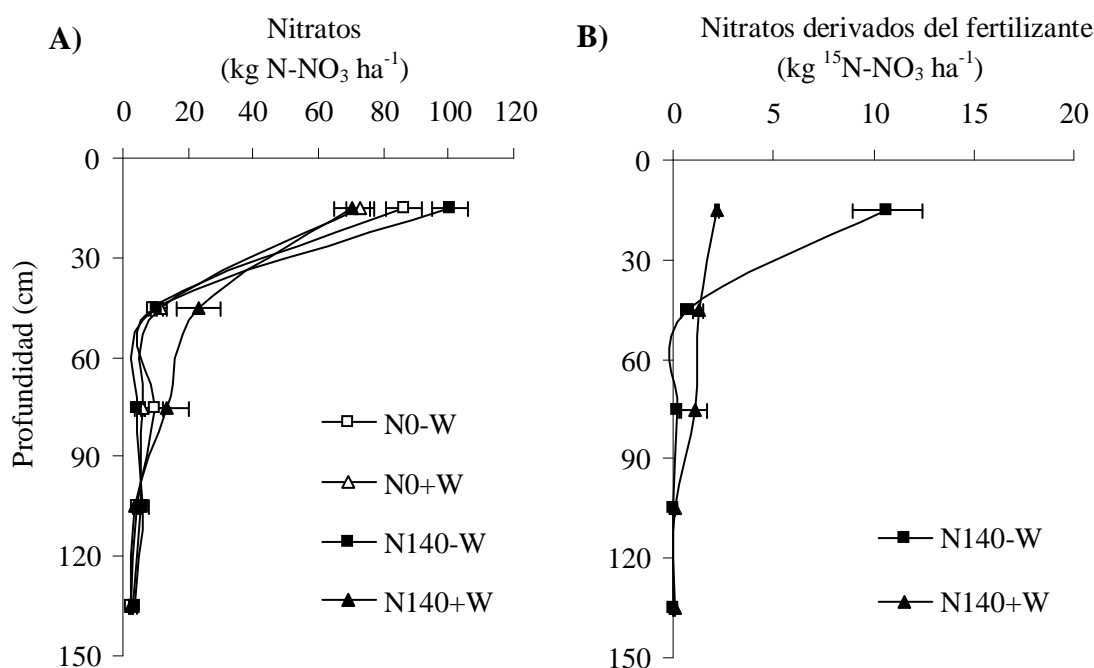 A)
Nitratos
(kg N-NO₃ ha⁻¹)
0 20 40 60 80 100 120
0
30
60
90
120
150
Profundidad (cm)
N0-W
N0+W
N140-W
N140+W
B)
Nitratos derivados del fertilizante
(kg ¹⁵N-NO₃ ha⁻¹)
0 5 10 15 20
0
30
60
90
120
150
N140-W
N140+W